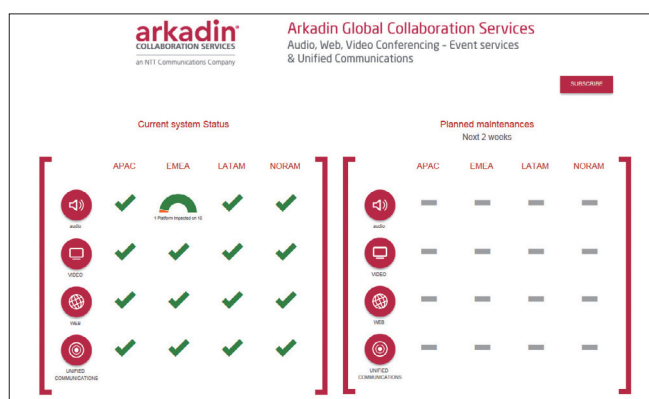 arkadin
COLLABORATION SERVICES
an NTT Communications Company
Arkadin Global Collaboration Services
Audio, Web, Video Conferencing - Event services
& Unified Communications
SUBSCRIBE
Current system Status
APAC EMEA LATAM NORAM
audio
1 Platform impacted on 10
VIDEO
WEB
UNIFIED
COMMUNICATIONS
Planned maintenances
Next 2 weeks
APAC EMEA LATAM NORAM
audio
VIDEO
WEB
UNIFIED
COMMUNICATIONS